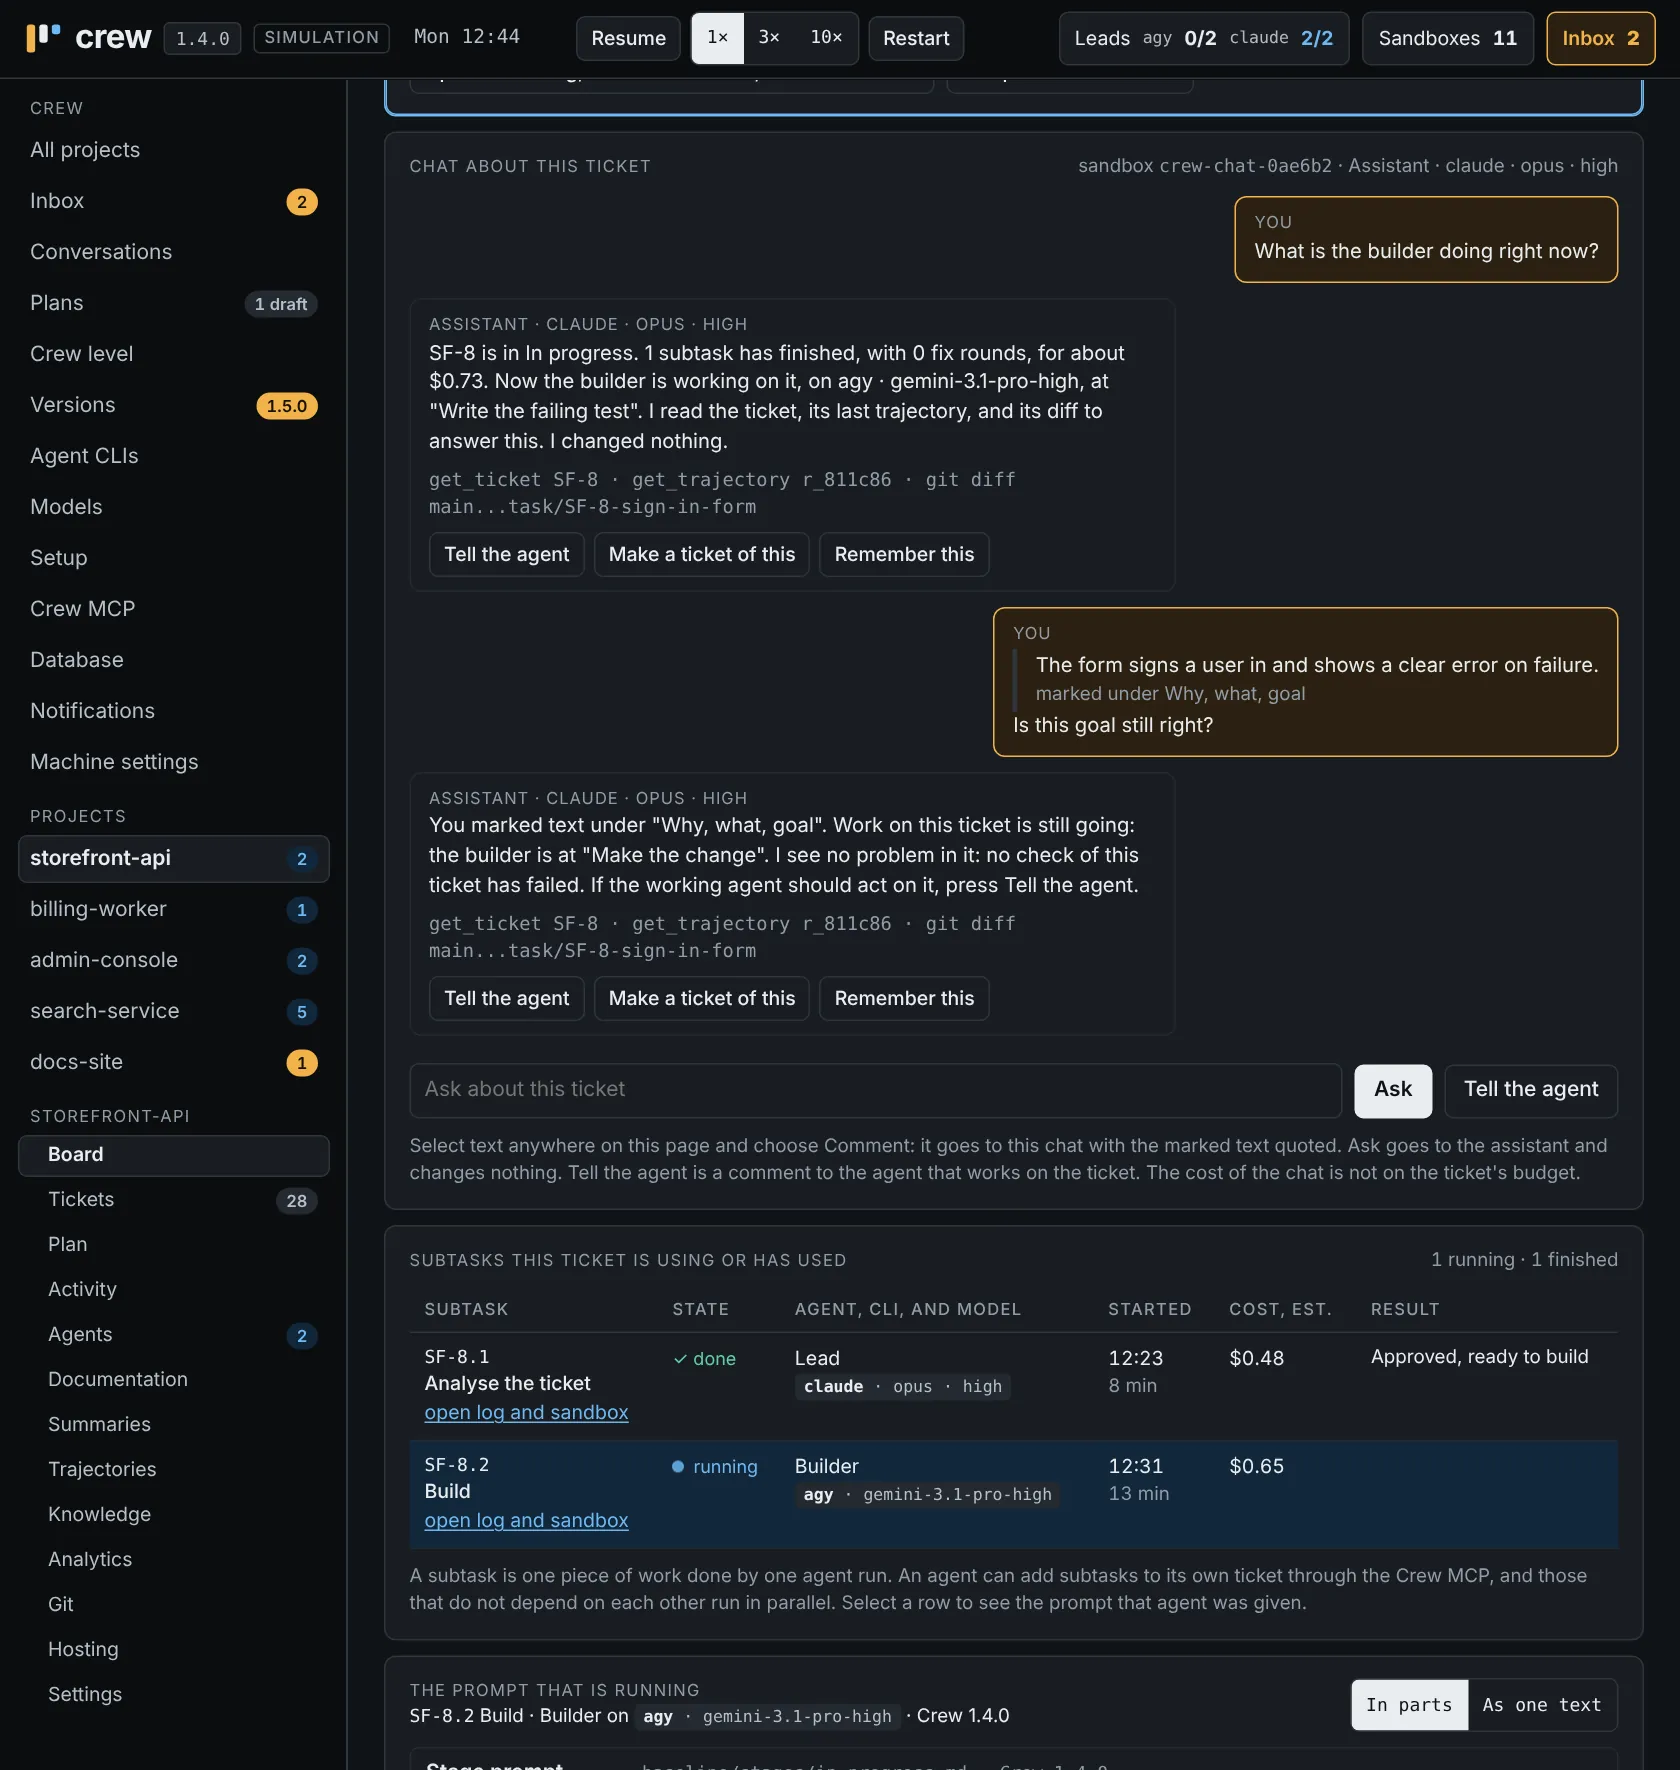 crew 1.4.0 SIMULATION Mon 12:44 Resume 1× 3× 10× Restart Leads agy 0/2 claude 2/2 Sandboxes 11 Inbox 2
CREW
All projects
Inbox 2
Conversations
Plans 1 draft
Crew level
Versions 1.5.0
Agent CLIs
Models
Setup
Crew MCP
Database
Notifications
Machine settings
PROJECTS
storefront-api 2
billing-worker 1
admin-console 2
search-service 5
docs-site 1
STOREFRONT-API
Board
Tickets 28
Plan
Activity
Agents 2
Documentation
Summaries
Trajectories
Knowledge
Analytics
Git
Hosting
Settings
CHAT ABOUT THIS TICKET sandbox crew-chat-0ae6b2 · Assistant · claude · opus · high
YOU
What is the builder doing right now?
ASSISTANT · CLAUDE · OPUS · HIGH
SF-8 is in In progress. 1 subtask has finished, with 0 fix rounds, for about
$0.73. Now the builder is working on it, on agy · gemini-3.1-pro-high, at
"Write the failing test". I read the ticket, its last trajectory, and its diff to
answer this. I changed nothing.
get_ticket SF-8 · get_trajectory r_811c86 · git diff
main...task/SF-8-sign-in-form
Tell the agent Make a ticket of this Remember this
YOU
The form signs a user in and shows a clear error on failure.
marked under Why, what, goal
Is this goal still right?
ASSISTANT · CLAUDE · OPUS · HIGH
You marked text under "Why, what, goal". Work on this ticket is still going:
the builder is at "Make the change". I see no problem in it: no check of this
ticket has failed. If the working agent should act on it, press Tell the agent.
get_ticket SF-8 · get_trajectory r_811c86 · git diff
main...task/SF-8-sign-in-form
Tell the agent Make a ticket of this Remember this
Ask about this ticket Ask Tell the agent
Select text anywhere on this page and choose Comment: it goes to this chat with the marked text quoted. Ask goes to the assistant and
changes nothing. Tell the agent is a comment to the agent that works on the ticket. The cost of the chat is not on the ticket's budget.
SUBTASKS THIS TICKET IS USING OR HAS USED 1 running · 1 finished
SUBTASK STATE AGENT, CLI, AND MODEL STARTED COST, EST. RESULT
SF-8.1 ✓ done Lead 12:23 $0.48 Approved, ready to build
Analyse the ticket claude · opus · high 8 min
open log and sandbox
SF-8.2 running Builder 12:31 $0.65
Build agy · gemini-3.1-pro-high 13 min
open log and sandbox
A subtask is one piece of work done by one agent run. An agent can add subtasks to its own ticket through the Crew MCP, and those
that do not depend on each other run in parallel. Select a row to see the prompt that agent was given.
THE PROMPT THAT IS RUNNING
SF-8.2 Build · Builder on agy · gemini-3.1-pro-high · Crew 1.4.0 In parts As one text